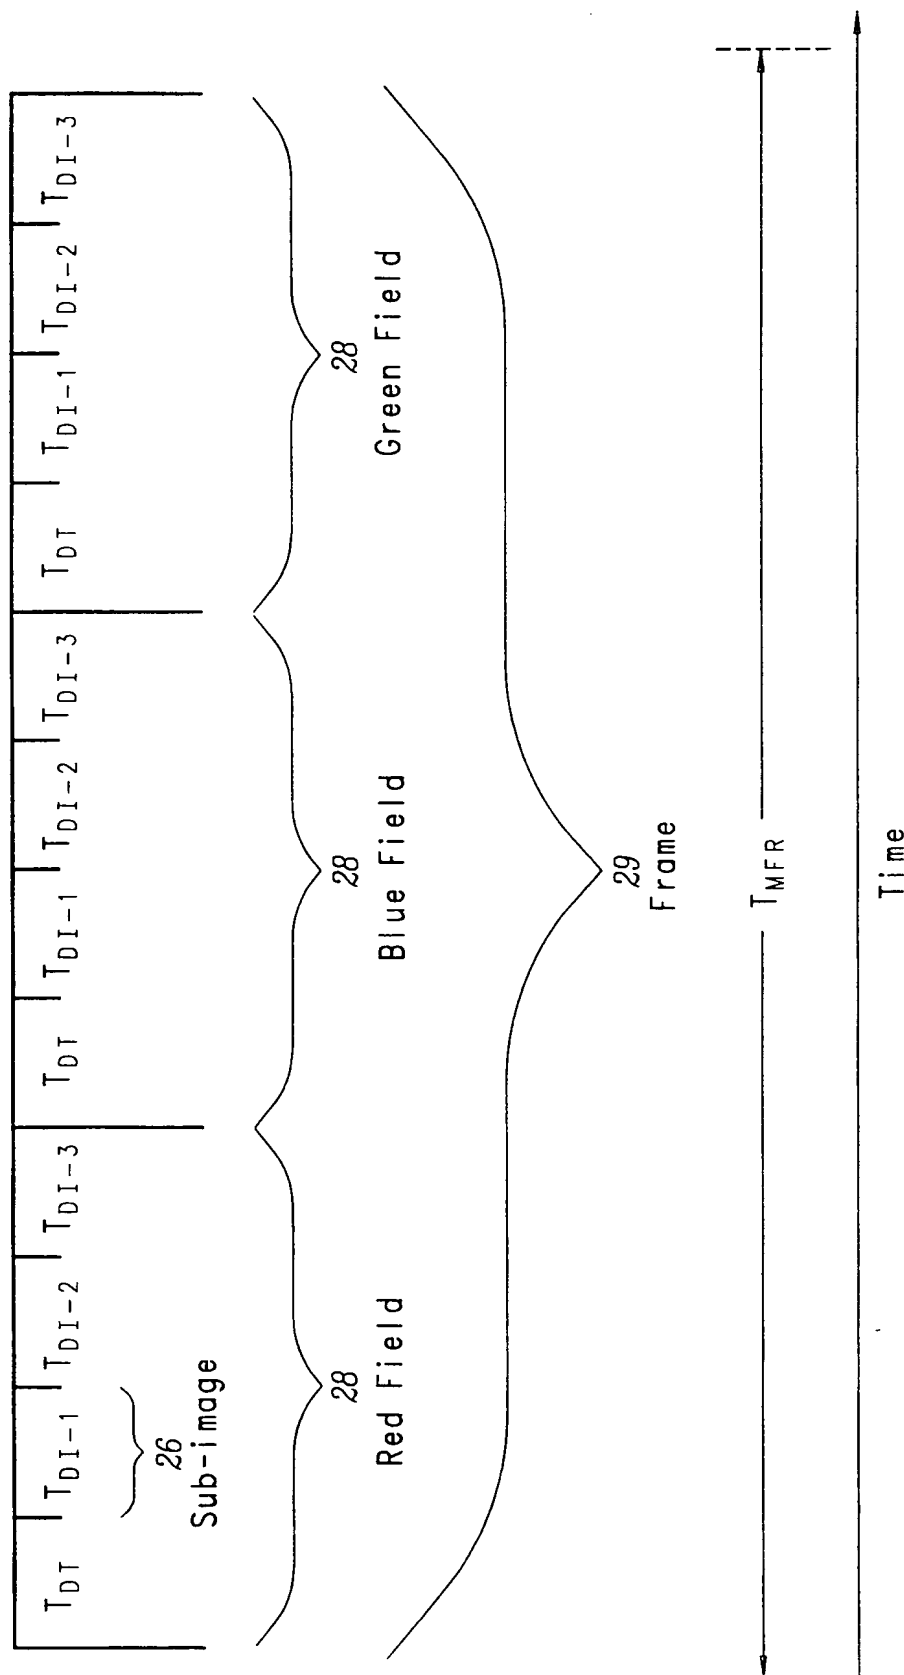 T_DT T_DI-1 T_DI-2 T_DI-3 T_DT T_DI-1 T_DI-2 T_DI-3 T_DT T_DI-1 T_DI-2 T_DI-3
26
Sub-image
28 28 28
Red Field Blue Field Green Field
29
Frame
T_MFR
Time